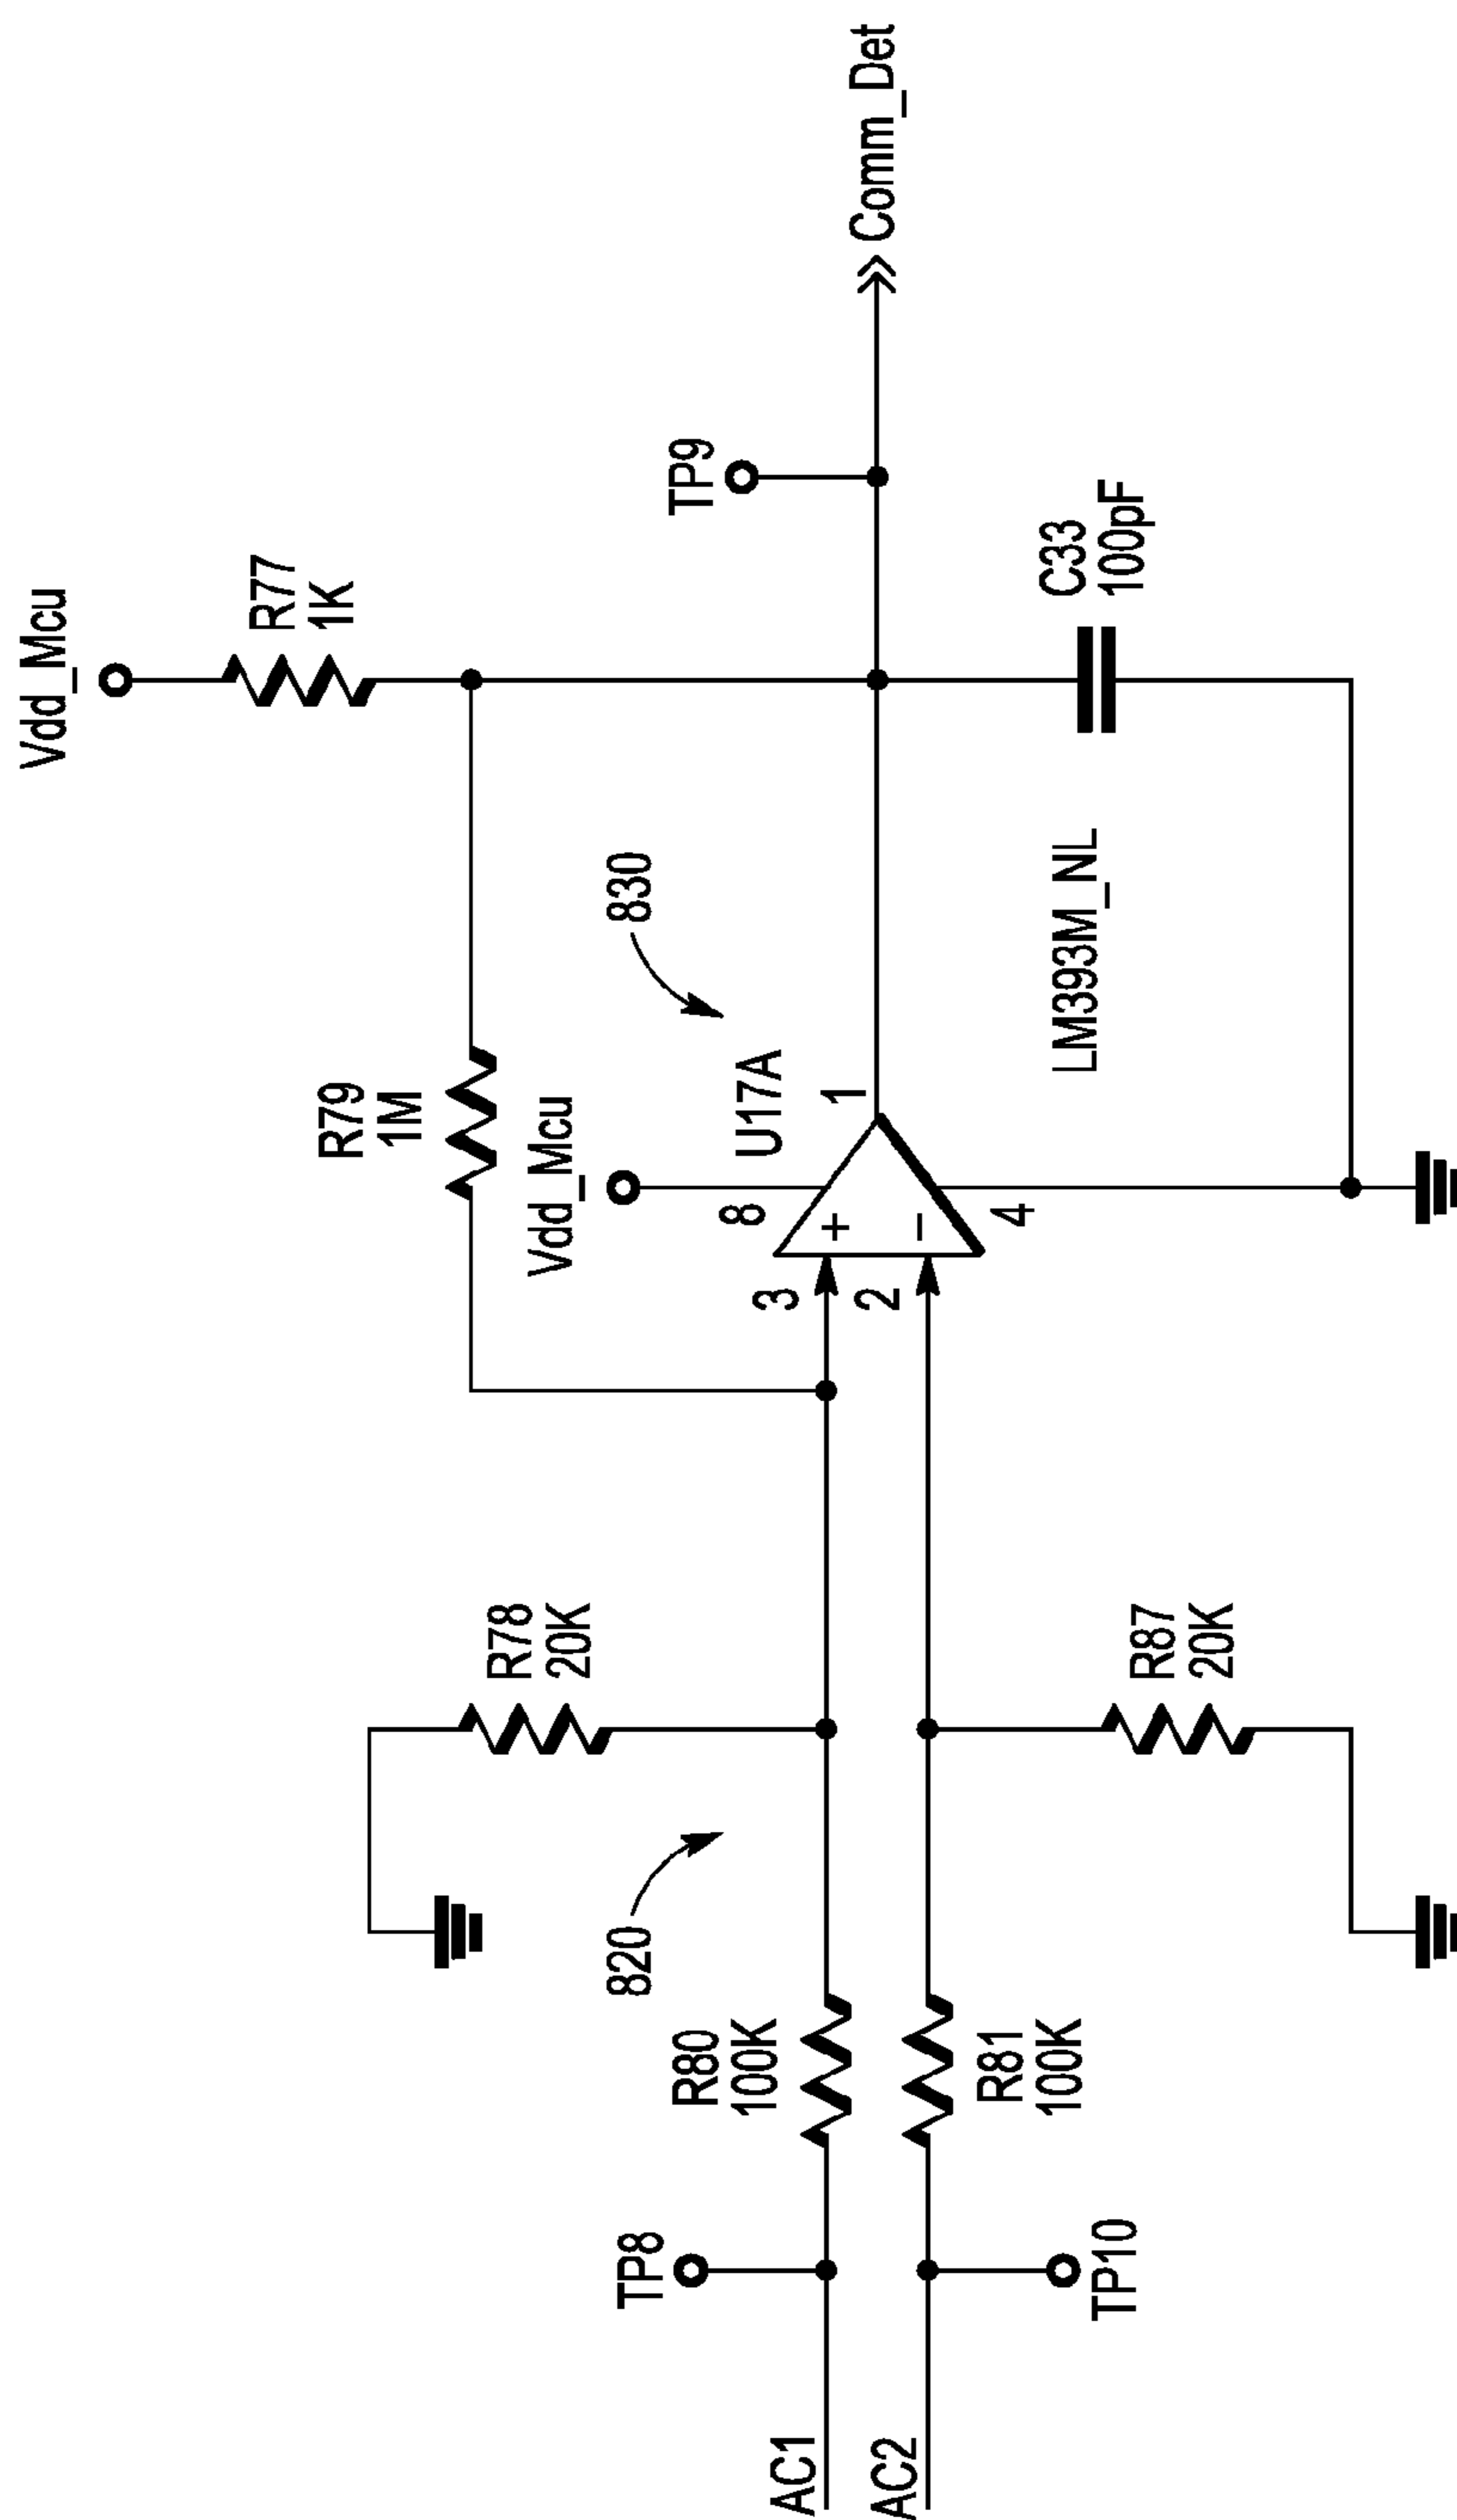 Vdd_Mcu
R77
1K
R79
1M
TP9
Vdd_Mcu
830
U17A
8
3
2
1
4
+
−
Comm_Det
C33
100pF
LM393M_NL
R78
20K
820
R80
100K
R81
100K
R87
20K
TP8
TP10
AC1
AC2